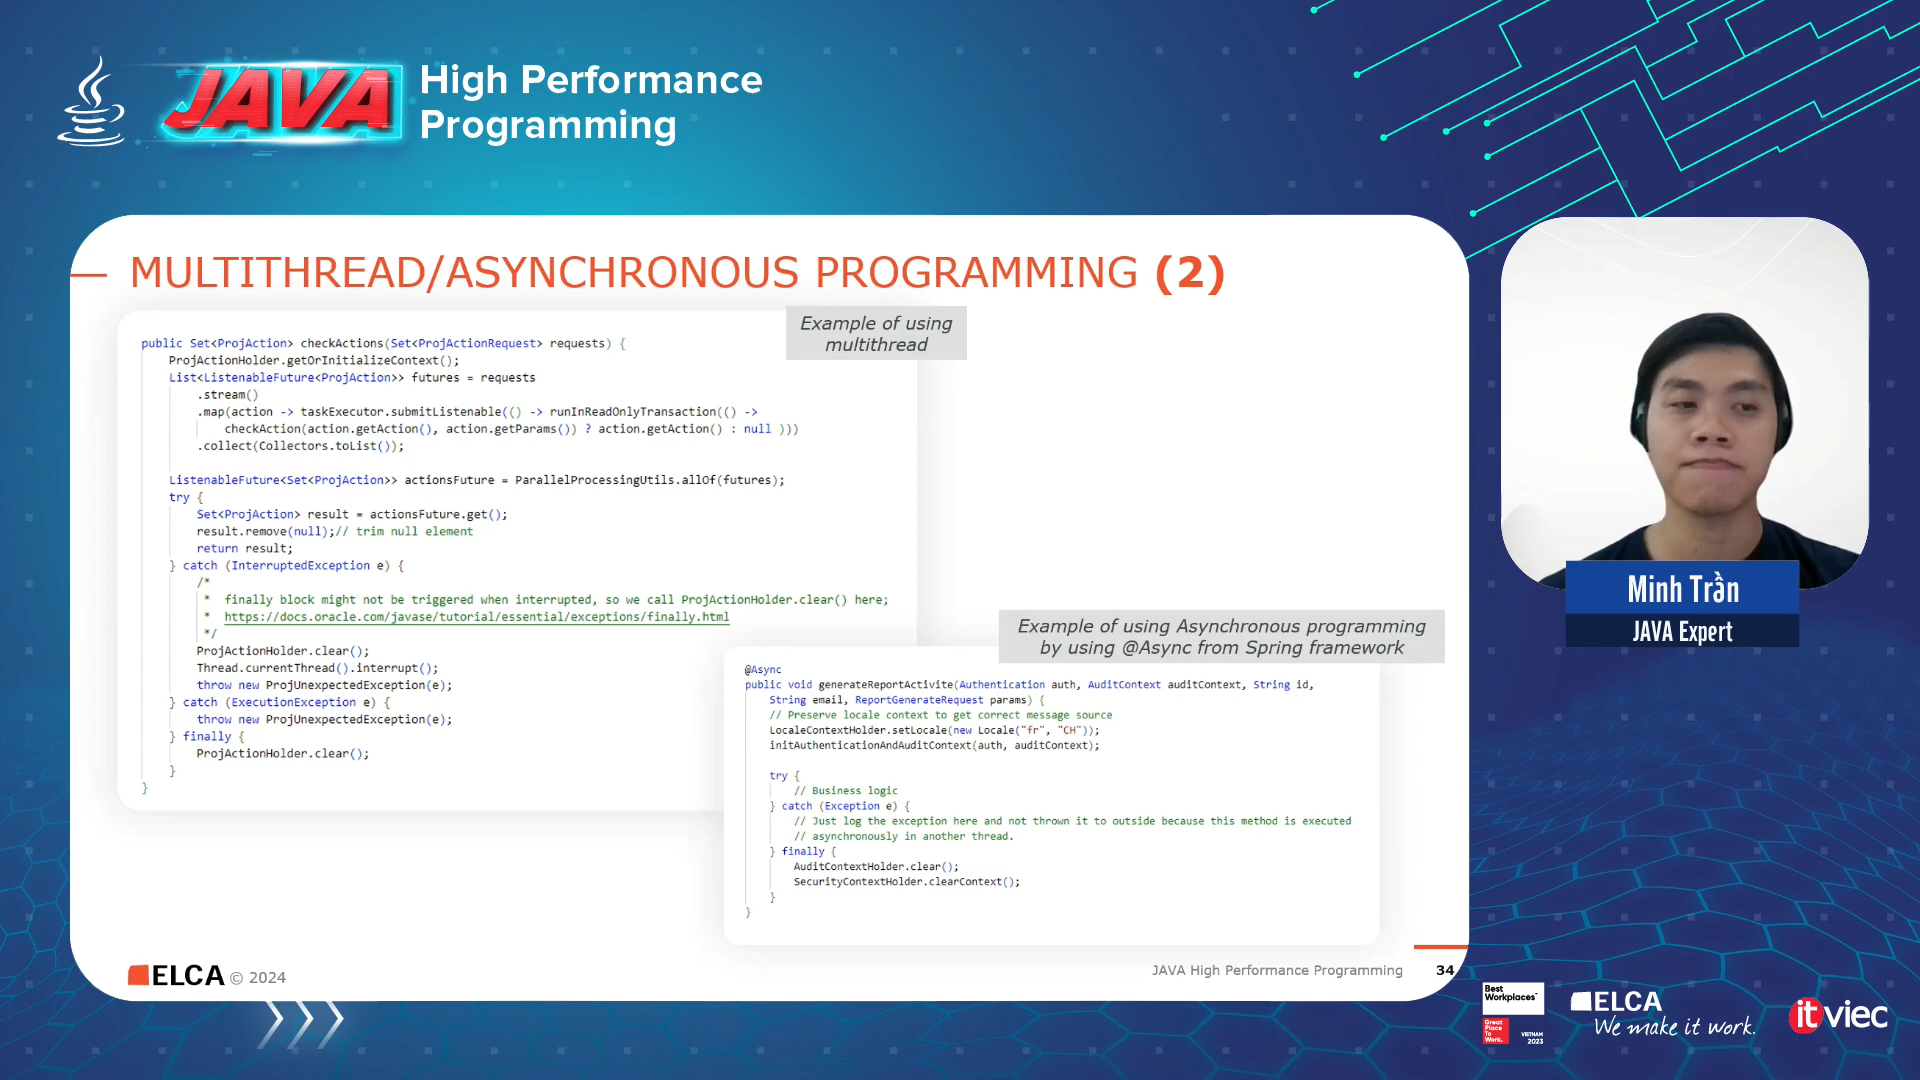 JAVA
High Performance
Programming
MULTITHREAD/ASYNCHRONOUS PROGRAMMING (2)
Example of using
multithread
public Set<ProjAction> checkActions(Set<ProjActionRequest> requests) {
ProjActionHolder.getOrInitializeContext();
List<ListenableFuture<ProjAction>> futures = requests
.stream()
.map(action -> taskExecutor.submitListenable(() -> runInReadOnlyTransaction(() ->
checkAction(action.getAction(), action.getParams()) ? action.getAction() : null )))
.collect(Collectors.toList());
ListenableFuture<Set<ProjAction>> actionsFuture = ParallelProcessingUtils.allOf(futures);
try {
Set<ProjAction> result = actionsFuture.get();
result.remove(null);// trim null element
return result;
} catch (InterruptedException e) {
/*
* finally block might not be triggered when interrupted, so we call ProjActionHolder.clear() here;
* https://docs.oracle.com/javase/tutorial/essential/exceptions/finally.html
*/
ProjActionHolder.clear();
Thread.currentThread().interrupt();
throw new ProjUnexpectedException(e);
} catch (ExecutionException e) {
throw new ProjUnexpectedException(e);
} finally {
ProjActionHolder.clear();
}
}
Example of using Asynchronous programming
by using @Async from Spring framework
@Async
public void generateReportActivite(Authentication auth, AuditContext auditContext, String id,
String email, ReportGenerateRequest params) {
// Preserve locale context to get correct message source
LocaleContextHolder.setLocale(new Locale("fr", "CH"));
initAuthenticationAndAuditContext(auth, auditContext);
try {
// Business logic
} catch (Exception e) {
// Just log the exception here and not thrown it to outside because this method is executed
// asynchronously in another thread.
} finally {
AuditContextHolder.clear();
SecurityContextHolder.clearContext();
}
}
ELCA © 2024
JAVA High Performance Programming 34
Minh Trần
JAVA Expert
Best
Workplaces™
Great
Place
To
Work.
VIETNAM
2023
ELCA
We make it work.
itviec